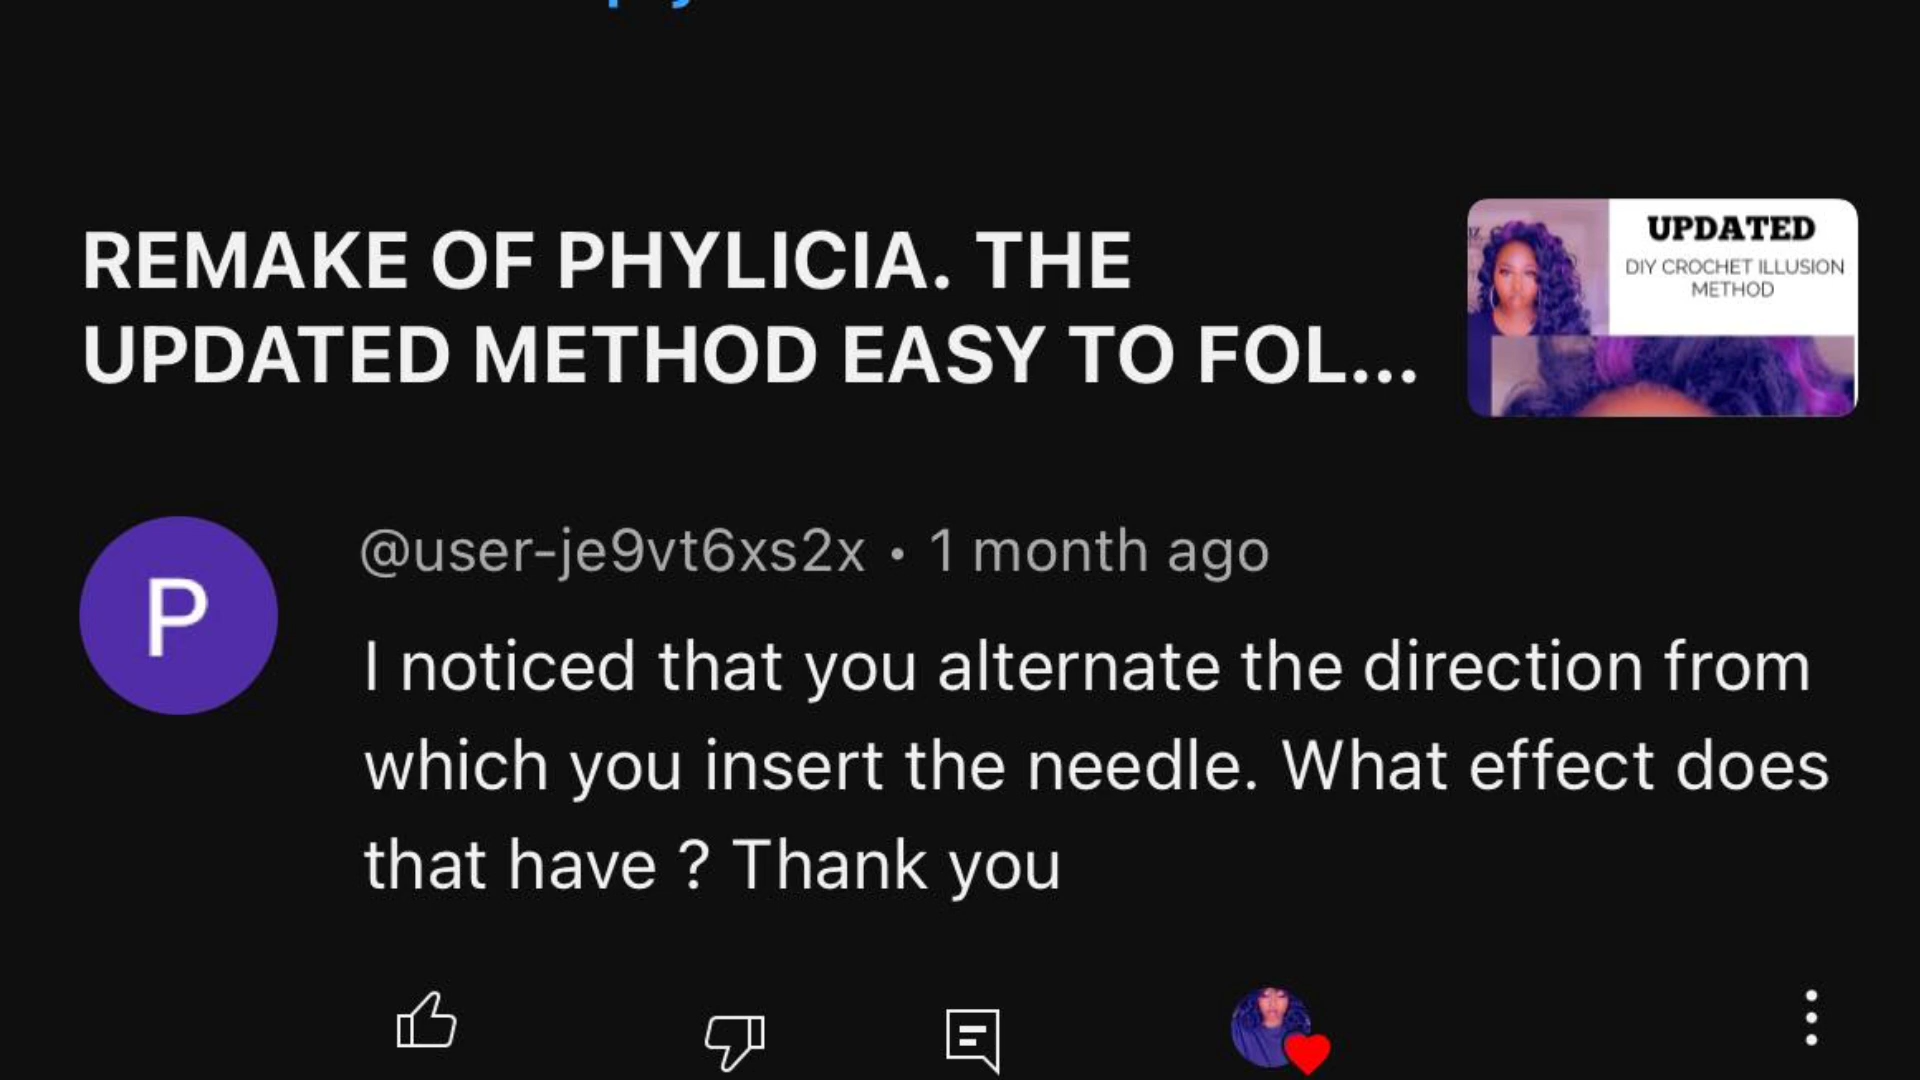 REMAKE OF PHYLICIA. THE
UPDATED METHOD EASY TO FOL...
UPDATED
DIY CROCHET ILLUSION
METHOD
P
@user-je9vt6xs2x • 1 month ago
I noticed that you alternate the direction from
which you insert the needle. What effect does
that have ? Thank you